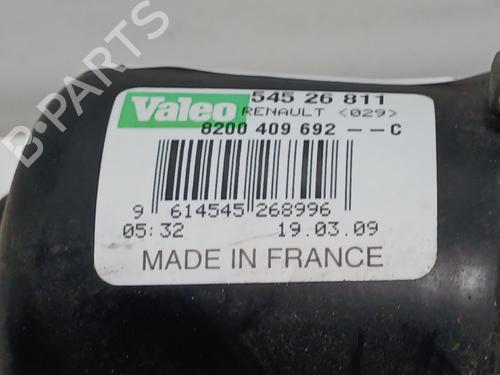 Valeo
545 26 811
RENAULT <029>
8200 409 692 --C
9 614545 268996
05:32 19.03.09
MADE IN FRANCE
B-PARTS